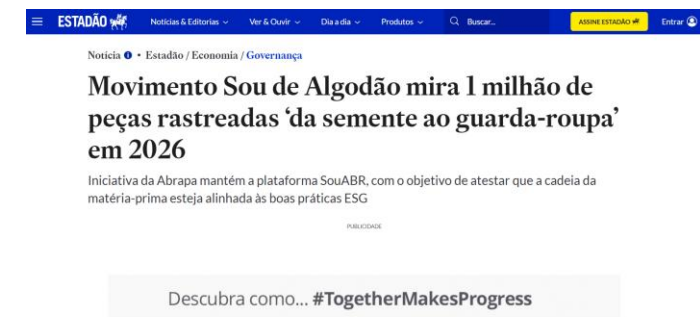 ESTADÃO Notícias & Editorias Ver & Ouvir Dia a dia Produtos Buscar... ASSINE ESTADÃO Entrar
Notícia • Estadão / Economia / Governança
Movimento Sou de Algodão mira 1 milhão de
peças rastreadas ‘da semente ao guarda-roupa’
em 2026
Iniciativa da Abrapa mantém a plataforma SouABR, com o objetivo de atestar que a cadeia da
matéria-prima esteja alinhada às boas práticas ESG
PUBLICIDADE
Descubra como... #TogetherMakesProgress